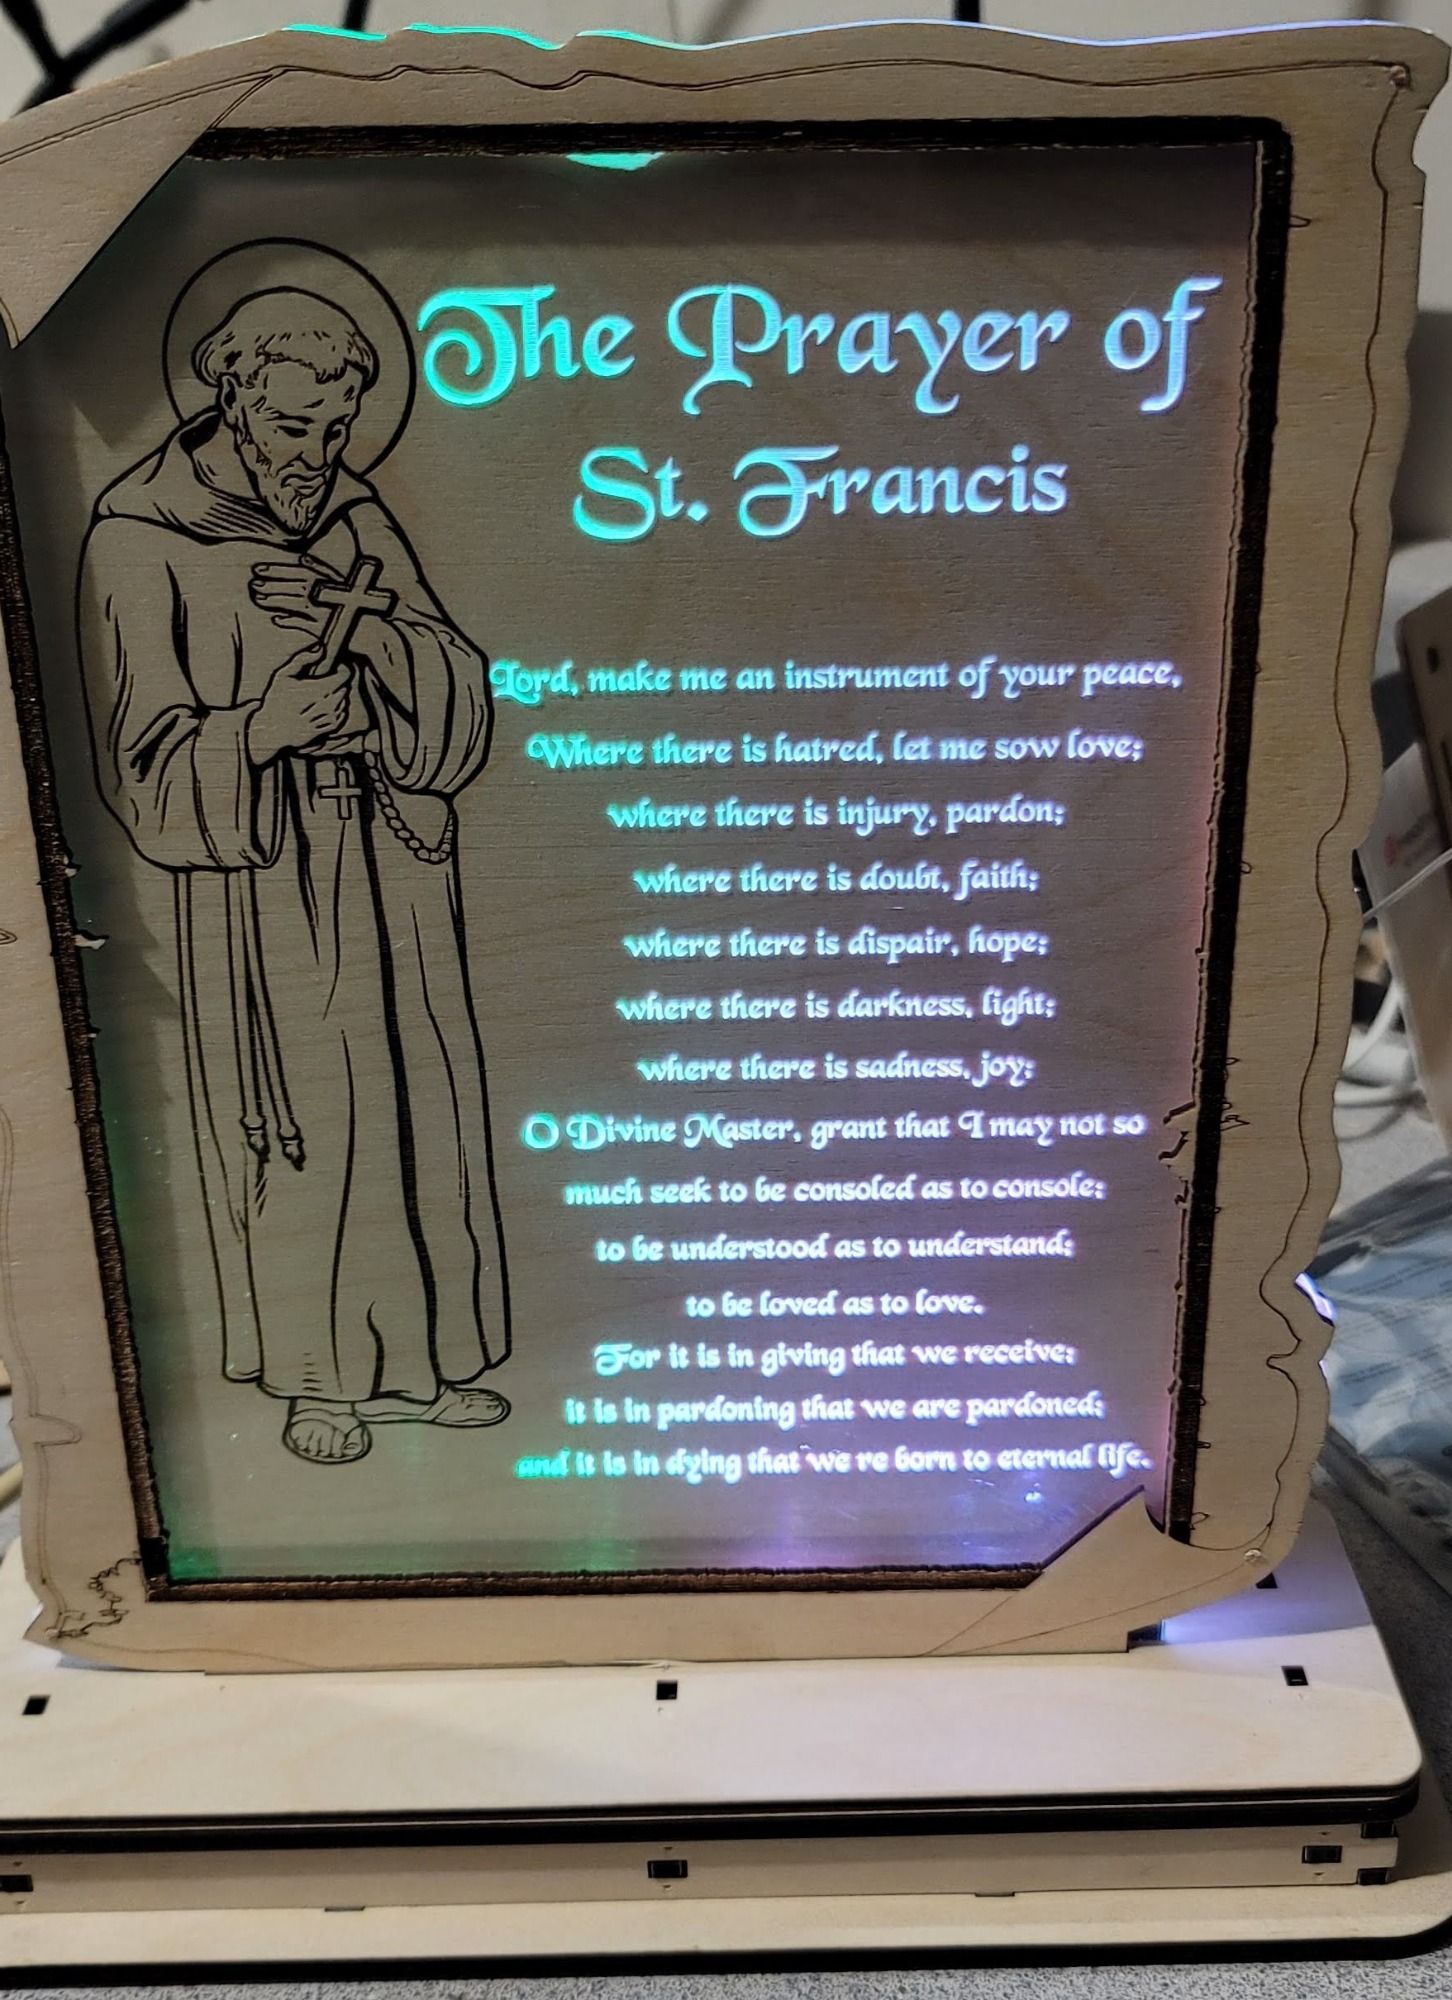 The Prayer of
St. Francis
Lord, make me an instrument of your peace,
Where there is hatred, let me sow love;
where there is injury, pardon;
where there is doubt, faith;
where there is dispair, hope;
where there is darkness, light;
where there is sadness, joy;
O Divine Master, grant that I may not so
much seek to be consoled as to console;
to be understood as to understand;
to be loved as to love.
For it is in giving that we receive;
it is in pardoning that we are pardoned;
and it is in dying that we re born to eternal life.